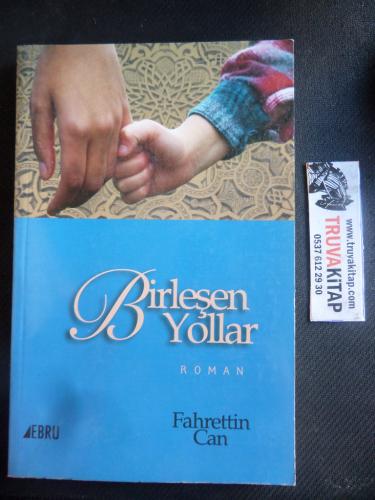 Birleşen
Yollar
ROMAN
Fahrettin
Can
EBRU
www.truvakitap.com
TRUVAKİTAP
0537 612 29 30